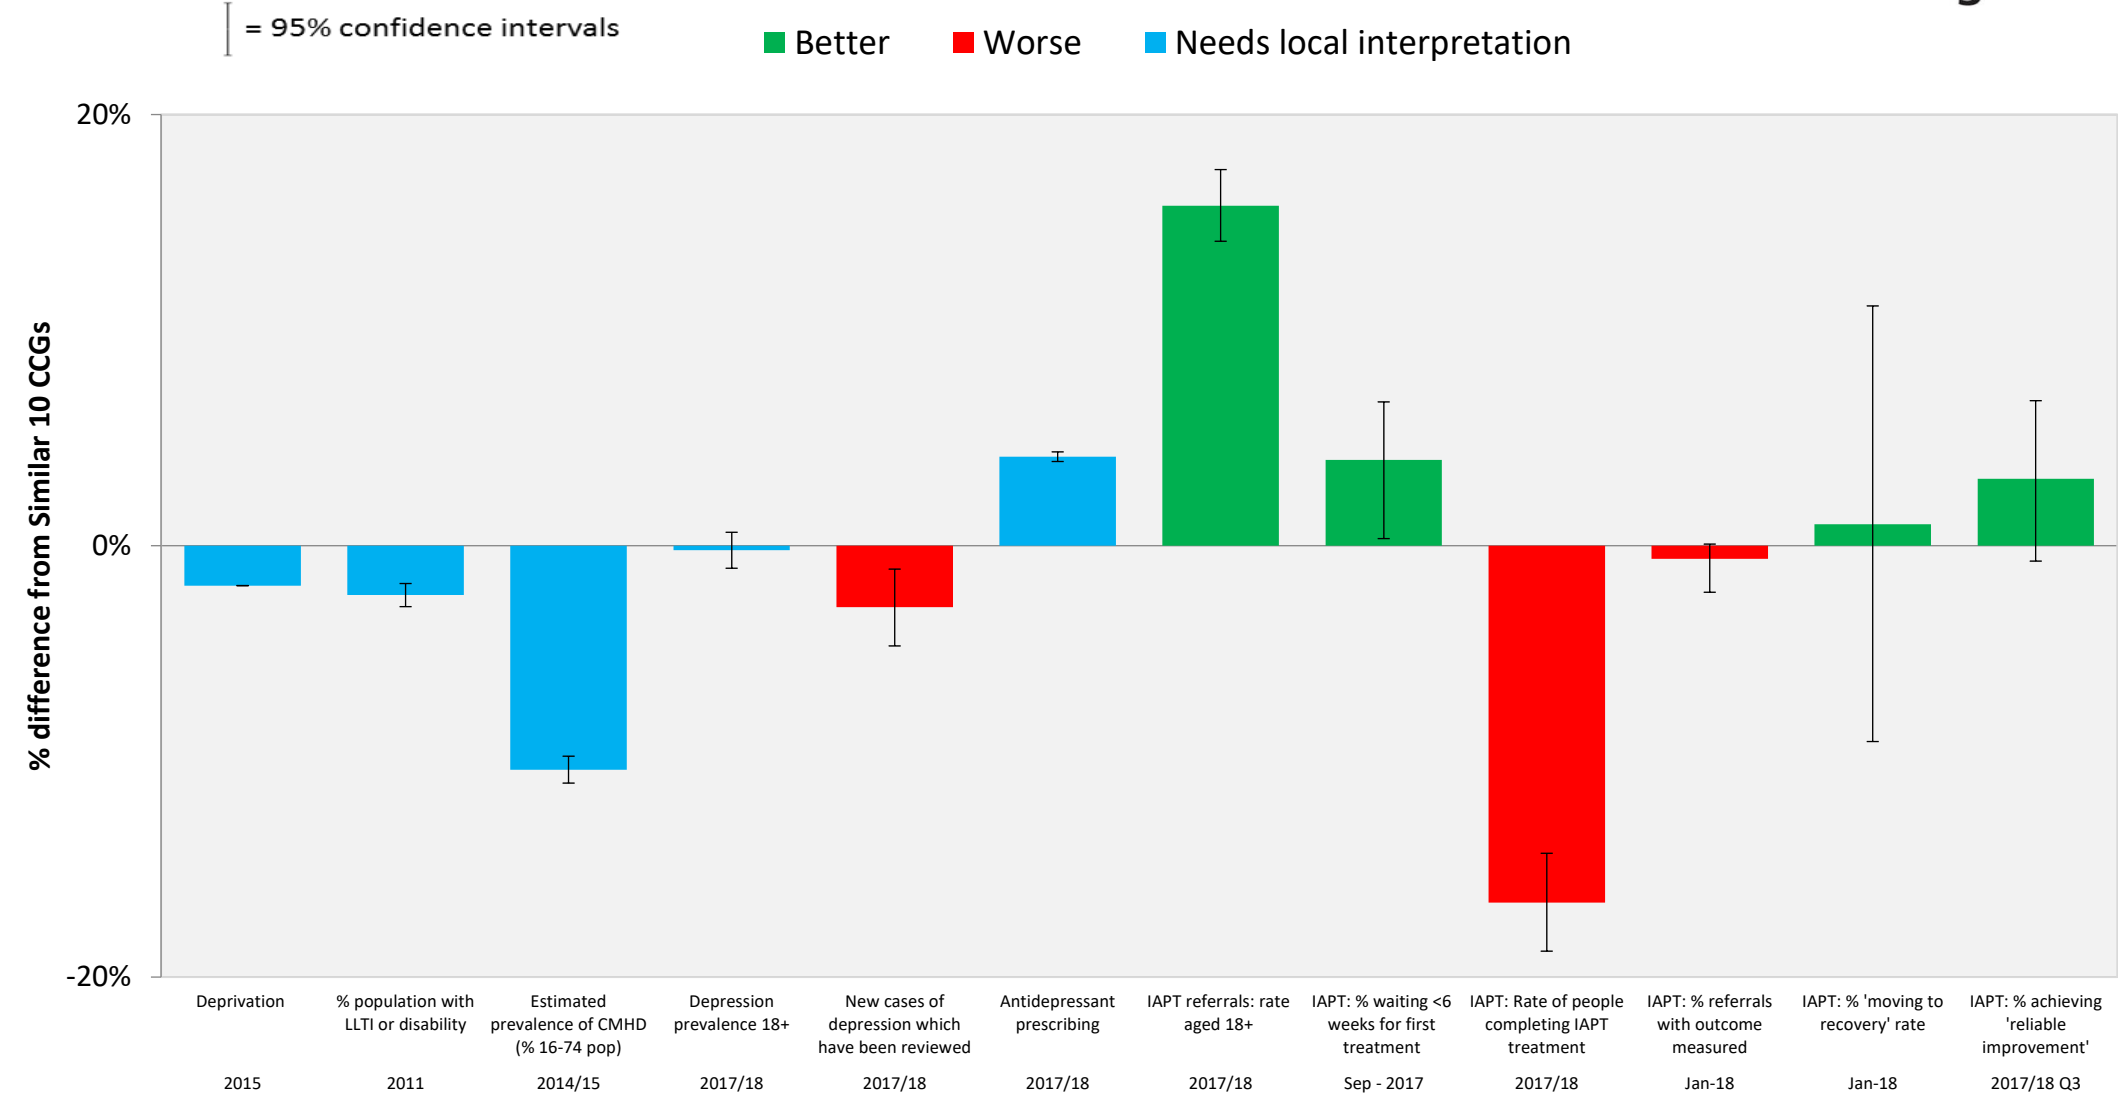 = 95% confidence intervals
Better
Worse
Needs local interpretation
20%
0%
-20%
% difference from Similar 10 CCGs
Deprivation
2015
% population with
LLTI or disability
2011
Estimated
prevalence of CMHD
(% 16-74 pop)
2014/15
Depression
prevalence 18+
2017/18
New cases of
depression which
have been reviewed
2017/18
Antidepressant
prescribing
2017/18
IAPT referrals: rate
aged 18+
2017/18
IAPT: % waiting <6
weeks for first
treatment
Sep - 2017
IAPT: Rate of people
completing IAPT
treatment
2017/18
IAPT: % referrals
with outcome
measured
Jan-18
IAPT: % 'moving to
recovery' rate
Jan-18
IAPT: % achieving
'reliable
improvement'
2017/18 Q3